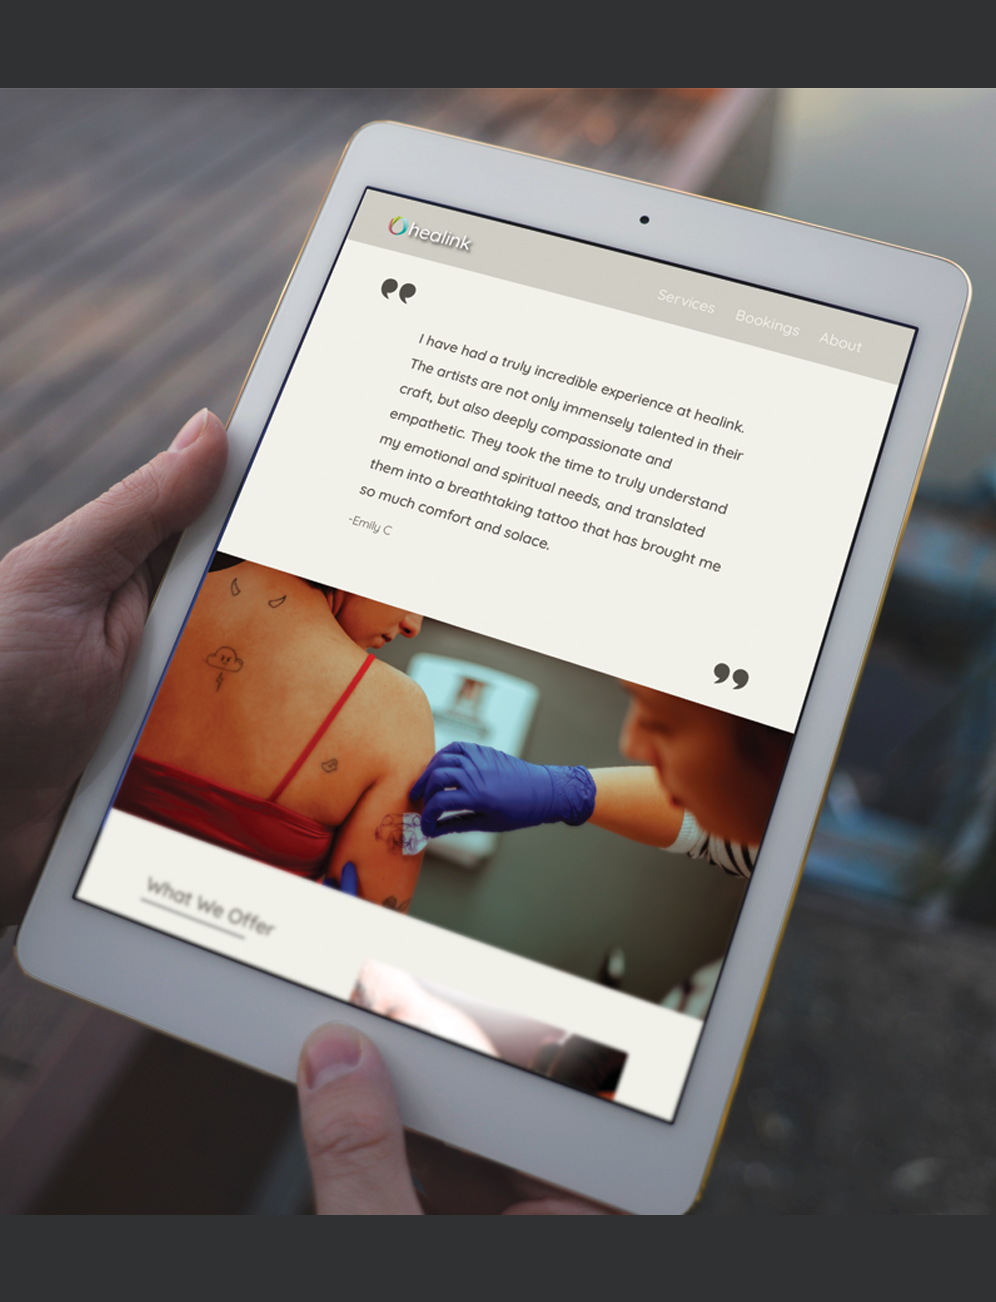 healink
Services Bookings About
❝
I have had a truly incredible experience at healink.
The artists are not only immensely talented in their
craft, but also deeply compassionate and
empathetic. They took the time to truly understand
my emotional and spiritual needs, and translated
them into a breathtaking tattoo that has brought me
so much comfort and solace.
-Emily C
❞
What We Offer